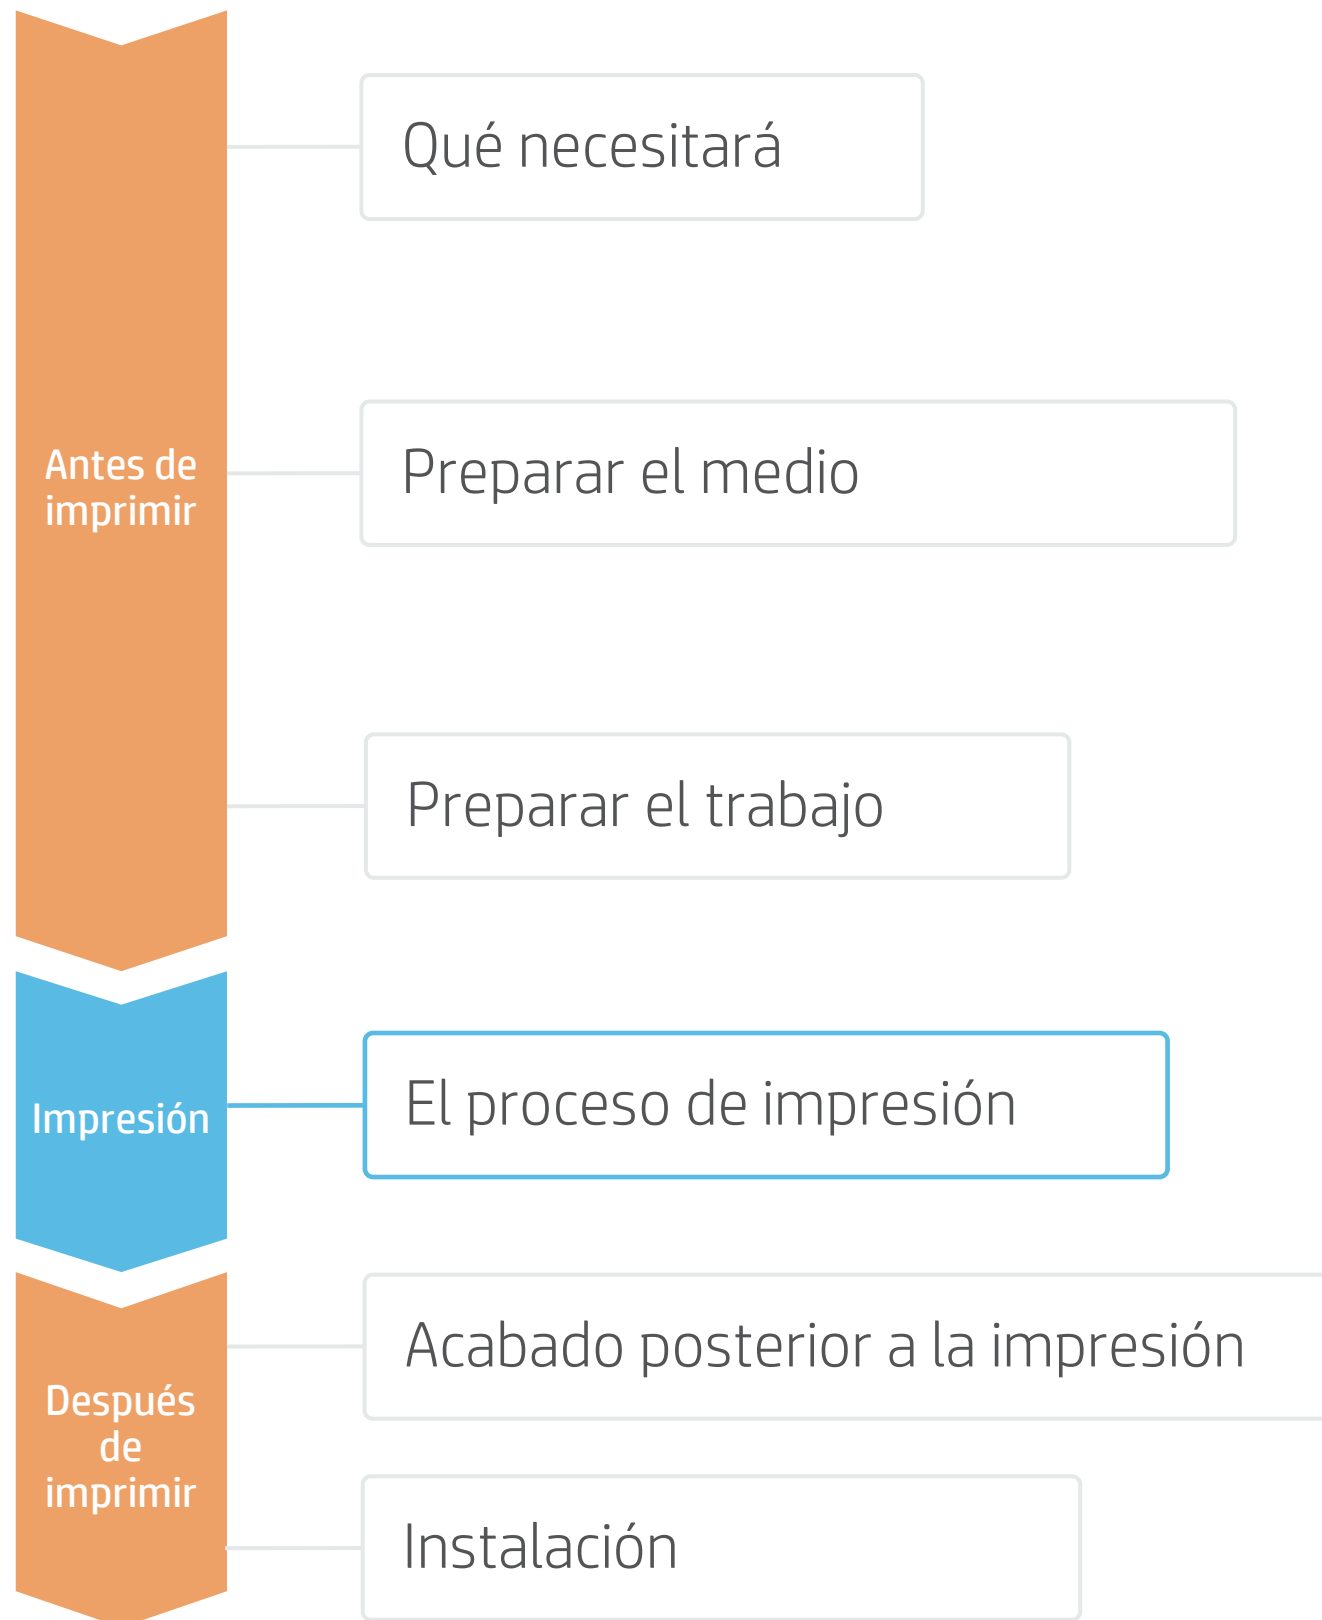 Qué necesitará
Antes de
imprimir
Preparar el medio
Preparar el trabajo
Impresión
El proceso de impresión
Después
de
imprimir
Acabado posterior a la impresión
Instalación